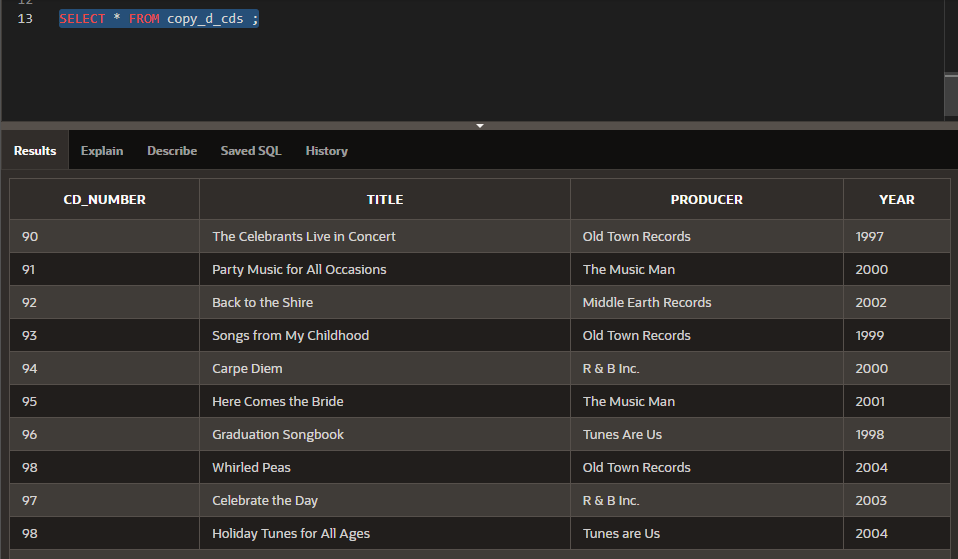 12
13 SELECT * FROM copy_d_cds ;
Results Explain Describe Saved SQL History
CD_NUMBER TITLE PRODUCER YEAR
90 The Celebrants Live in Concert Old Town Records 1997
91 Party Music for All Occasions The Music Man 2000
92 Back to the Shire Middle Earth Records 2002
93 Songs from My Childhood Old Town Records 1999
94 Carpe Diem R & B Inc. 2000
95 Here Comes the Bride The Music Man 2001
96 Graduation Songbook Tunes Are Us 1998
98 Whirled Peas Old Town Records 2004
97 Celebrate the Day R & B Inc. 2003
98 Holiday Tunes for All Ages Tunes are Us 2004